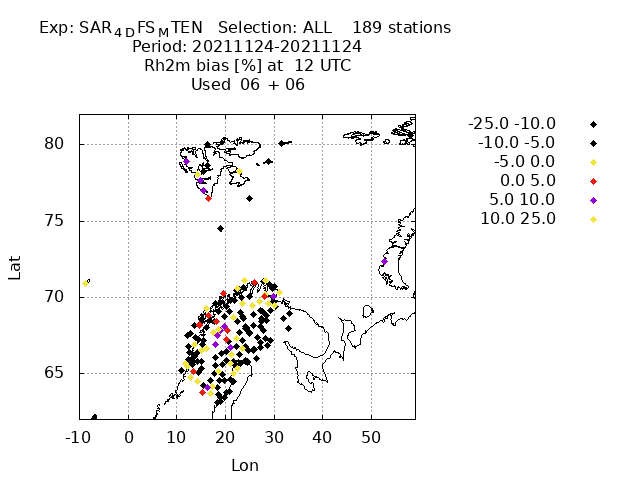 Exp: SAR4DFSMTEN Selection: ALL 189 stations
Period: 20211124-20211124
Rh2m bias [%] at 12 UTC
Used 06 + 06
-25.0 -10.0
-10.0 -5.0
-5.0 0.0
0.0 5.0
5.0 10.0
10.0 25.0
80
75
70
65
Lat
-10 0 10 20 30 40 50
Lon